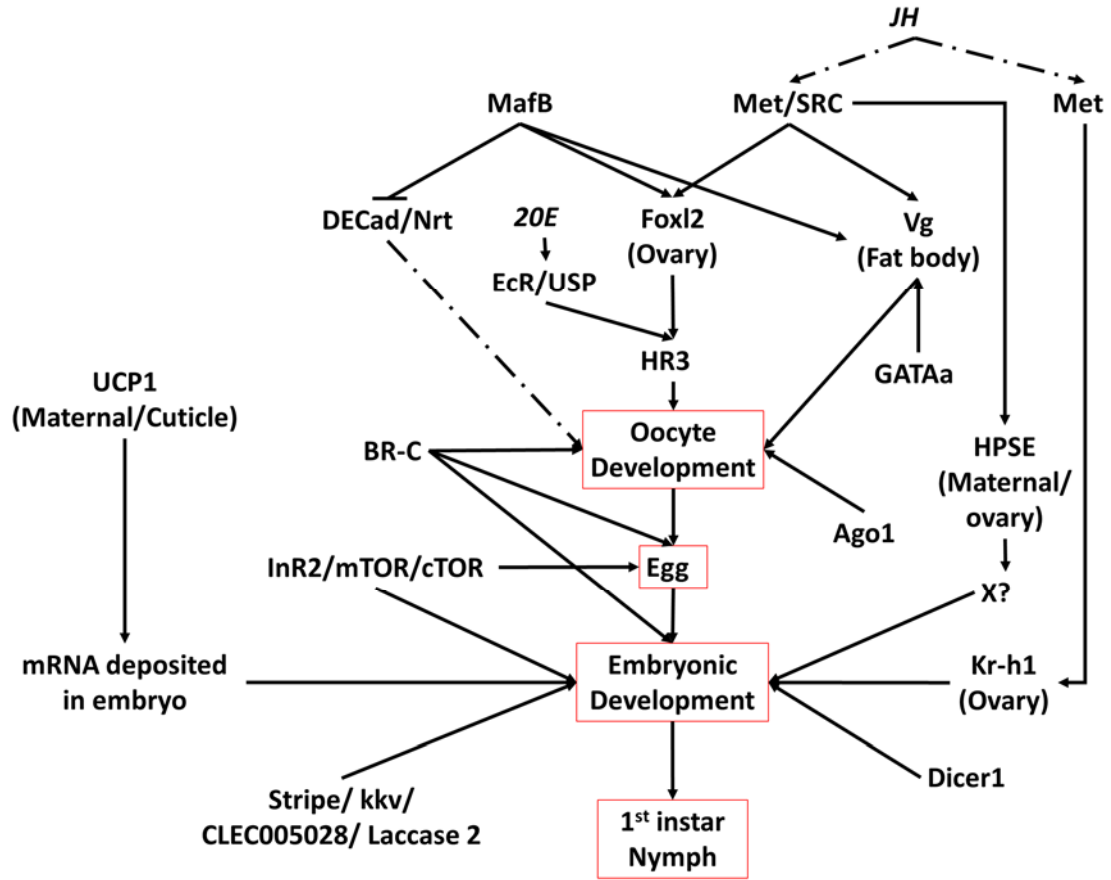 JH
MafB
Met/SRC
Met
DECad/Nrt
20E
Foxl2
(Ovary)
Vg
(Fat body)
EcR/USP
HR3
GATAa
UCP1
(Maternal/Cuticle)
BR-C
Oocyte
Development
HPSE
(Maternal/
ovary)
Ago1
InR2/mTOR/cTOR
Egg
X?
mRNA deposited
in embryo
Embryonic
Development
Kr-h1
(Ovary)
Dicer1
Stripe/ kkv/
CLEC005028/ Laccase 2
1st instar
Nymph